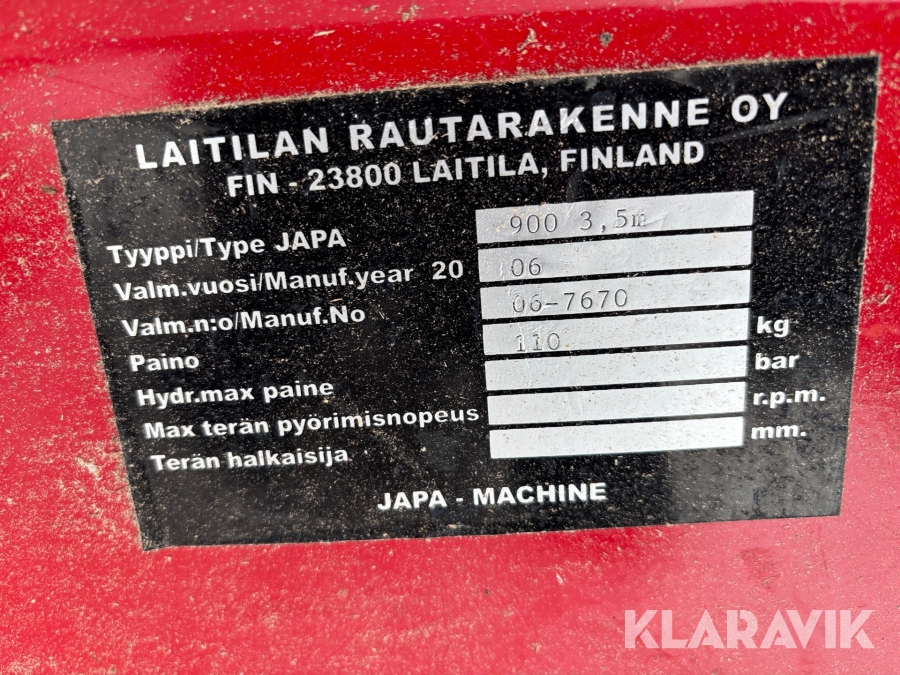 LAITILAN RAUTARAKENNE OY
FIN - 23800 LAITILA, FINLAND
Tyyppi/Type JAPA 900 3,5m
Valm.vuosi/Manuf.year 20 06
Valm.n:o/Manuf.No 06-7670
Paino 110 kg
Hydr.max paine bar
Max terän pyörimisnopeus r.p.m.
Terän halkaisija mm.
JAPA - MACHINE
KLARAVIK